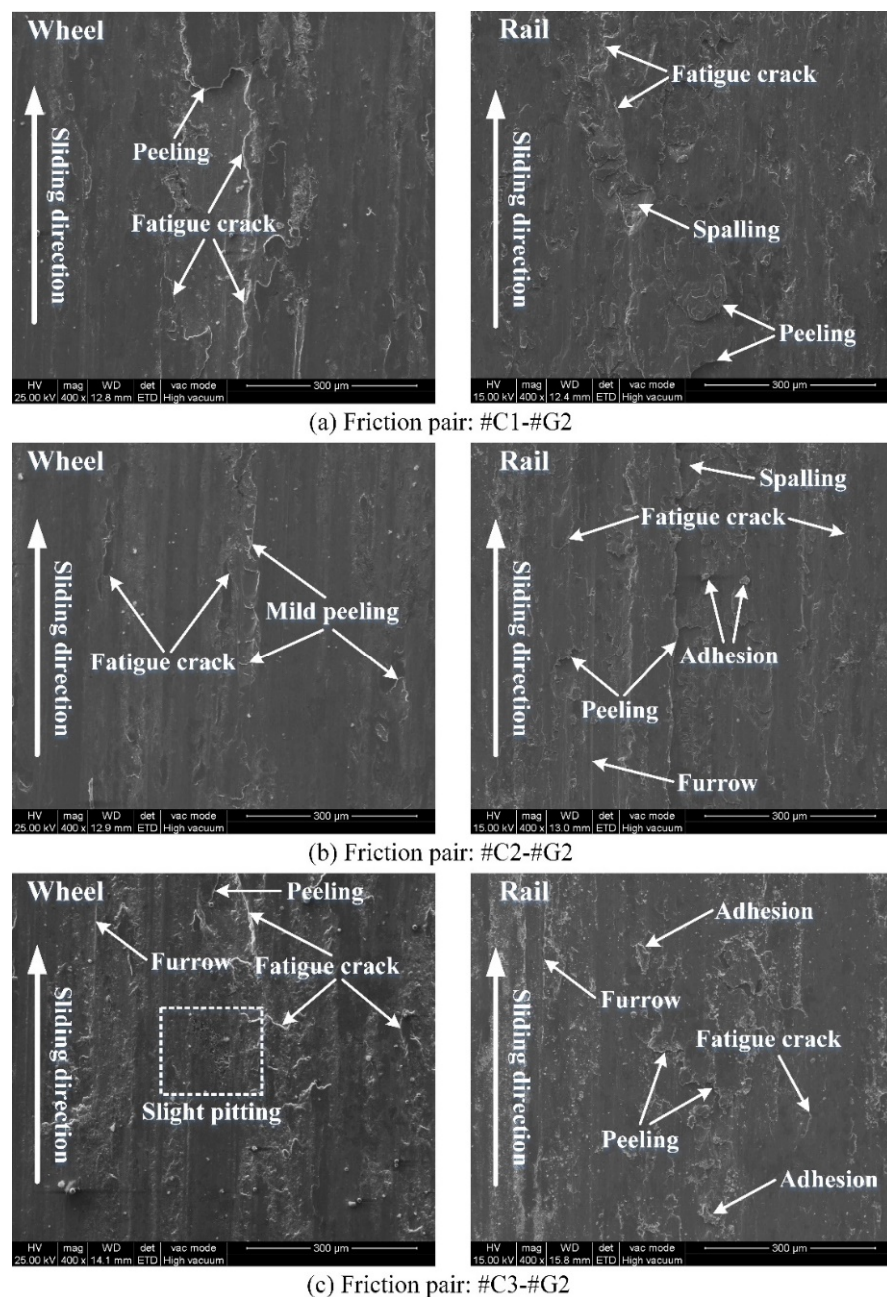 Wheel
Sliding direction
Peeling
Fatigue crack
HV mag WD det vac mode 300 µm
25.00 kV 400 x 12.8 mm ETD High vacuum
Rail
Sliding direction
Fatigue crack
Spalling
Peeling
HV mag WD det vac mode 300 µm
15.00 kV 400 x 12.4 mm ETD High vacuum
(a) Friction pair: #C1-#G2
Wheel
Sliding direction
Mild peeling
Fatigue crack
HV mag WD det vac mode 300 µm
25.00 kV 400 x 12.9 mm ETD High vacuum
Rail
Sliding direction
Spalling
Fatigue crack
Adhesion
Peeling
Furrow
HV mag WD det vac mode 300 µm
15.00 kV 400 x 13.0 mm ETD High vacuum
(b) Friction pair: #C2-#G2
Wheel
Sliding direction
Peeling
Furrow
Fatigue crack
Slight pitting
HV mag WD det vac mode 300 µm
25.00 kV 400 x 14.1 mm ETD High vacuum
Rail
Sliding direction
Adhesion
Furrow
Fatigue crack
Peeling
Adhesion
HV mag WD det vac mode 300 µm
15.00 kV 400 x 15.8 mm ETD High vacuum
(c) Friction pair: #C3-#G2